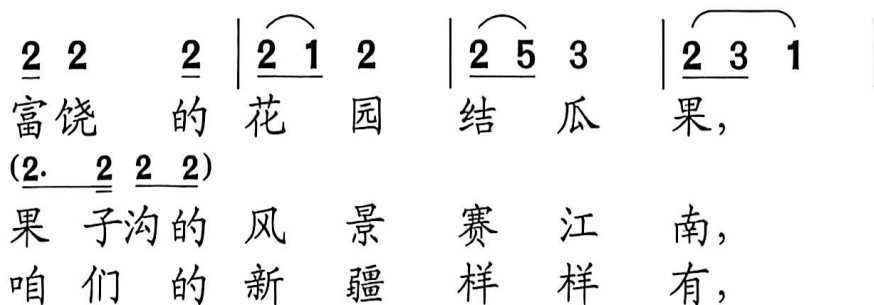 2 2 2 | 2 1 2 | 2 5 3 | 2 3 1 |
富饶 的 花 园 结 瓜 果，
(2. 2 2 2)
果 子沟的 风 景 赛 江 南，
咱 们 的 新 疆 样 样 有，